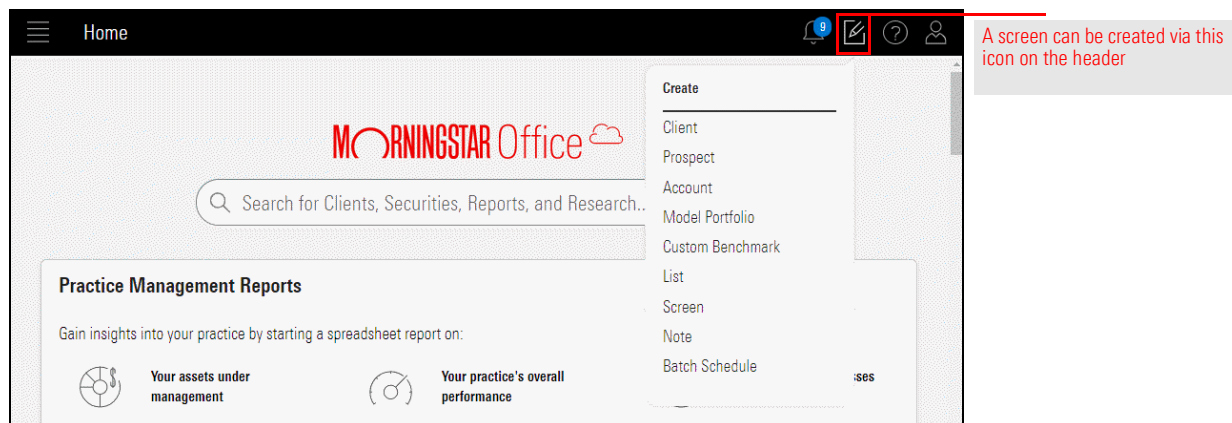 Home
9
A screen can be created via this
icon on the header
Create
Client
Prospect
Account
Model Portfolio
Custom Benchmark
List
Screen
Note
Batch Schedule
MORNINGSTAR Office
Search for Clients, Securities, Reports, and Research..
Practice Management Reports
Gain insights into your practice by starting a spreadsheet report on:
Your assets under
management
Your practice's overall
performance
sses